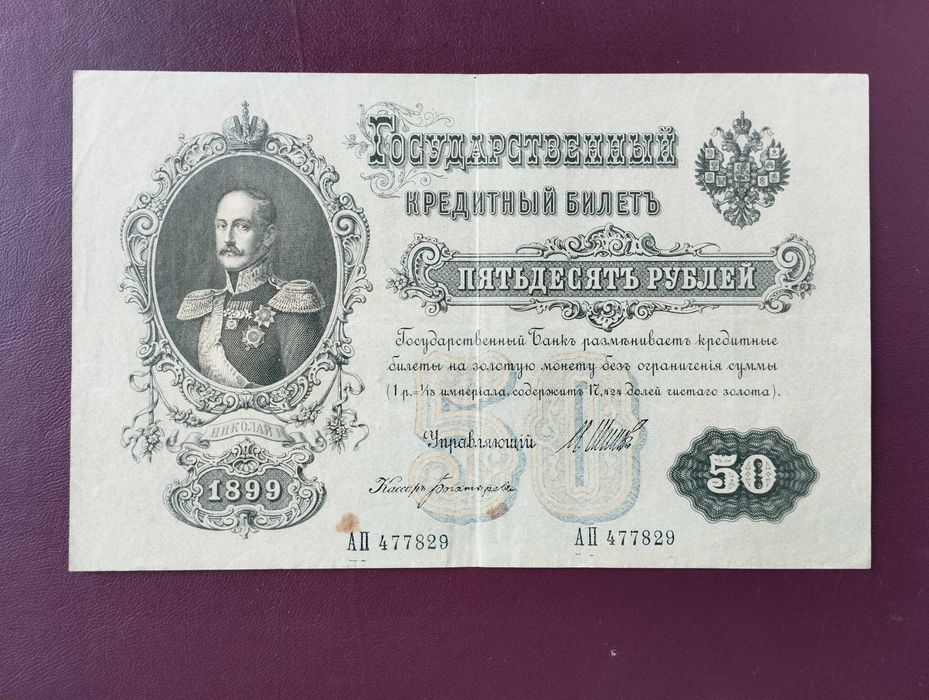 Государственный
кредитный билетъ
пятьдесятъ рублей
Государственный Банкъ размѣниваетъ кредитные
билеты на золотую монету безъ ограниченія суммы
(1 р.= 1/15 имперіала, содержитъ 17,424 долей чистаго золота).
Управляющій
Кассиръ
НИКОЛАЙ I
1899
50
50
АП 477829
АП 477829